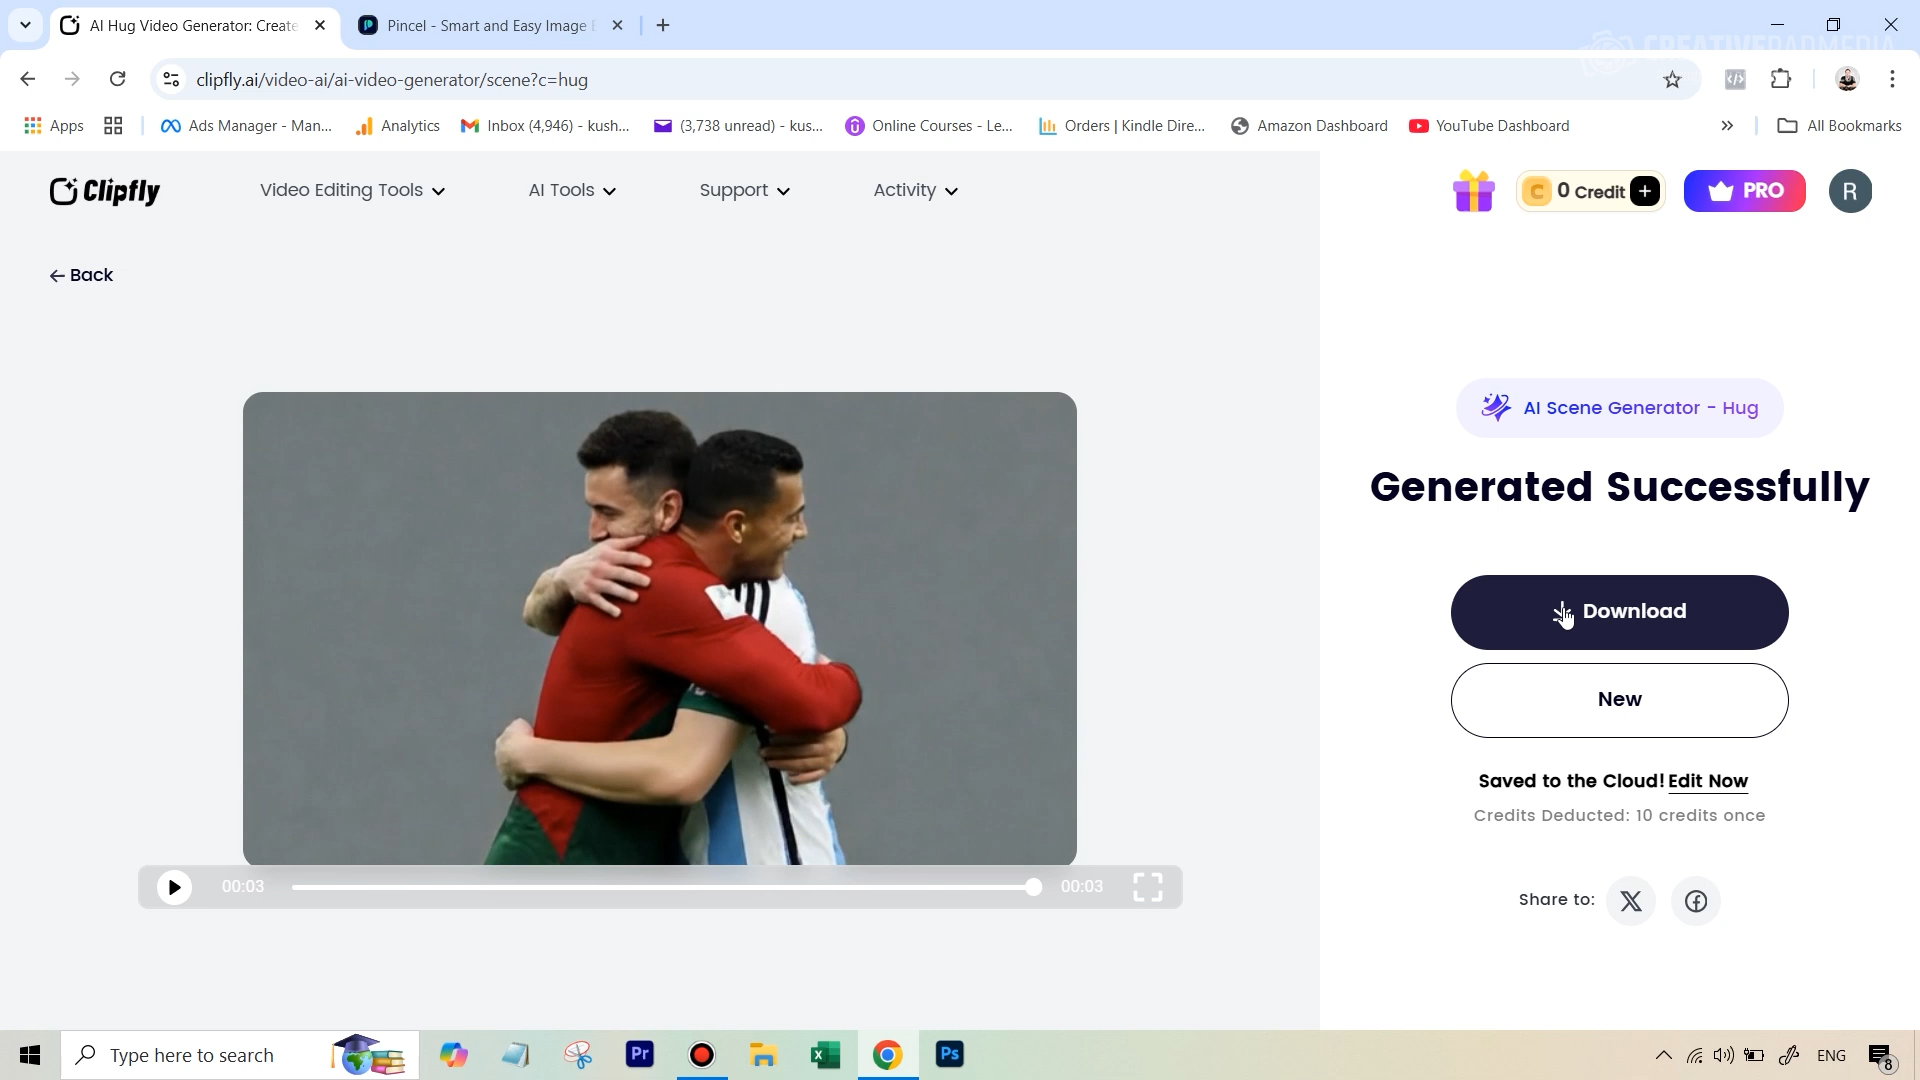 AI Hug Video Generator: Create
Pincel - Smart and Easy Image E
CREATIVEPADMEDIA
clipfly.ai/video-ai/ai-video-generator/scene?c=hug
Apps
Ads Manager - Man...
Analytics
Inbox (4,946) - kush...
(3,738 unread) - kus...
Online Courses - Le...
Orders | Kindle Dire...
Amazon Dashboard
YouTube Dashboard
All Bookmarks
Clipfly
Video Editing Tools
AI Tools
Support
Activity
C 0 Credit
PRO
R
Back
AI Scene Generator - Hug
Generated Successfully
Download
New
Saved to the Cloud! Edit Now
Credits Deducted: 10 credits once
Share to:
00:03
00:03
Type here to search
Pr
Ps
ENG
8